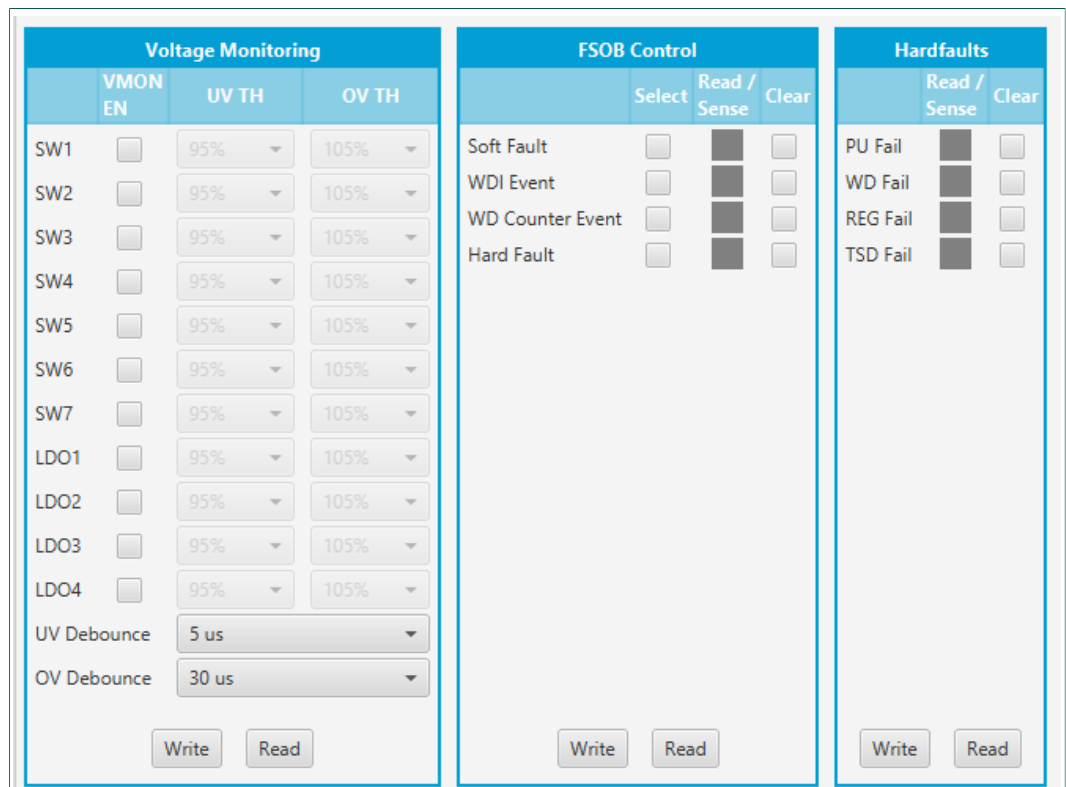 Voltage Monitoring
VMON EN UV TH OV TH
SW1 95% 105%
SW2 95% 105%
SW3 95% 105%
SW4 95% 105%
SW5 95% 105%
SW6 95% 105%
SW7 95% 105%
LDO1 95% 105%
LDO2 95% 105%
LDO3 95% 105%
LDO4 95% 105%
UV Debounce 5 us
OV Debounce 30 us
Write Read
FSOB Control
Select Read / Sense Clear
Soft Fault
WDI Event
WD Counter Event
Hard Fault
Write Read
Hardfaults
Read / Sense Clear
PU Fail
WD Fail
REG Fail
TSD Fail
Write Read